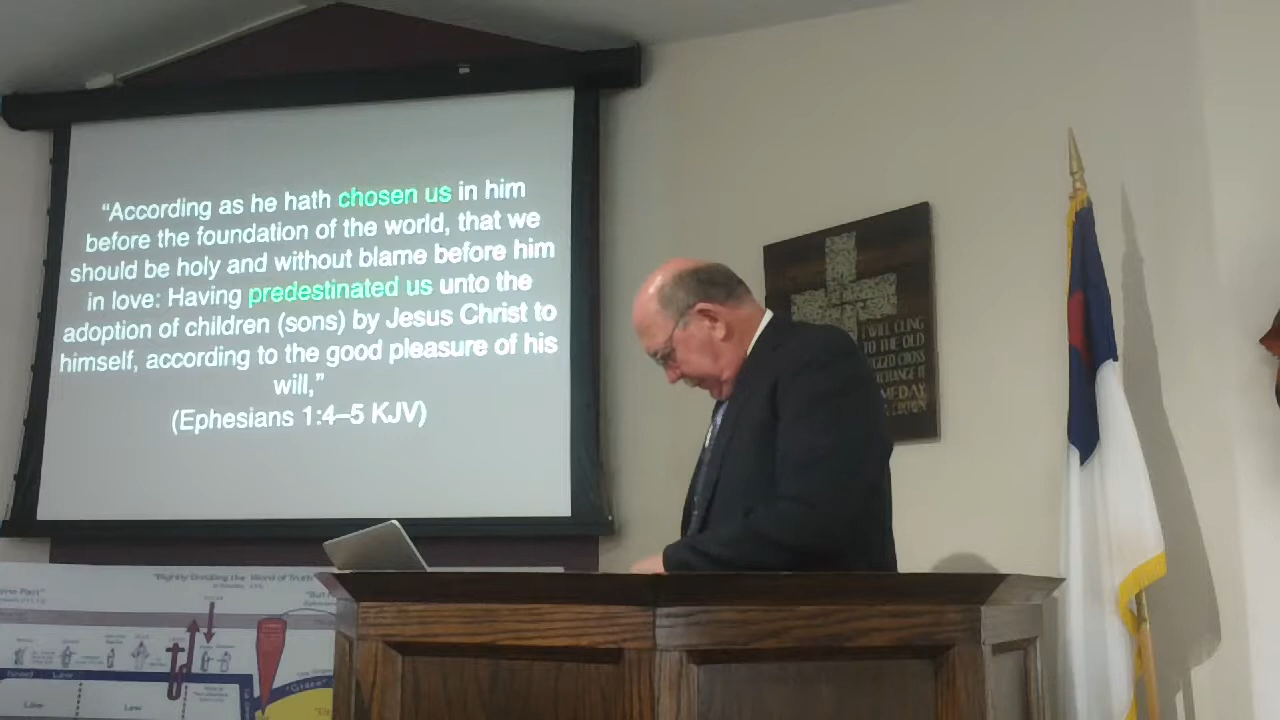 “According as he hath chosen us in him
before the foundation of the world, that we
should be holy and without blame before him
in love: Having predestinated us unto the
adoption of children (sons) by Jesus Christ to
himself, according to the good pleasure of his
will,”
(Ephesians 1:4–5 KJV)
I WILL CLING
TO THE OLD
CROSS
"Rightly Dividing the Word of Truth"
Law
Law
"Grace"